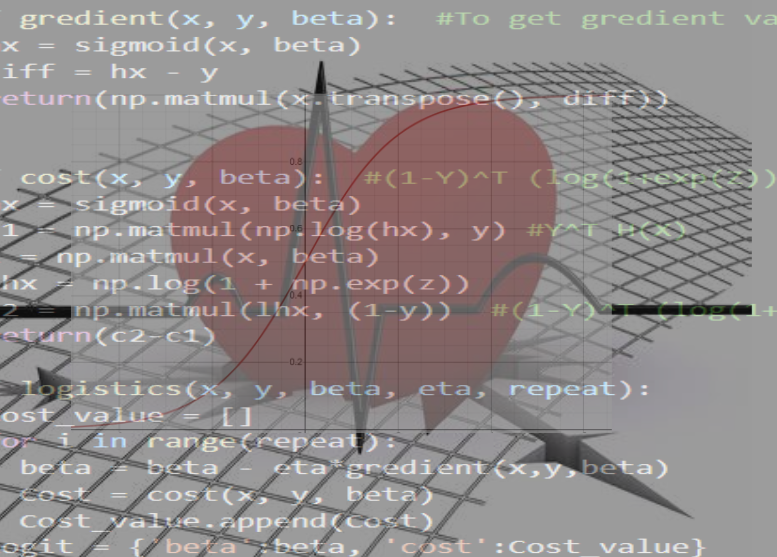 gredient(x, y, beta):  #To get gredient va
x = sigmoid(x, beta)
iff = hx - y
eturn(np.matmul(x.transpose(), diff))
0.8
cost(x, y, beta):  #(1-Y)^T (log(1+exp(z))
x = sigmoid(x, beta)
0.6
1 = np.matmul(np.log(hx), y) #Y^T H(x)
= np.matmul(x, beta)
hx = np.log(1 + np.exp(z))
0.4
2 = np.matmul(lhx, (1-y))  #(1-Y)^T (log(1+
eturn(c2-c1)
0.2
logistics(x, y, beta, eta, repeat):
ost_value = []
or i in range(repeat):
beta = beta - eta*gredient(x,y,beta)
Cost = cost(x, y, beta)
Cost_value.append(Cost)
ogit = {'beta':beta, 'cost':Cost_value}